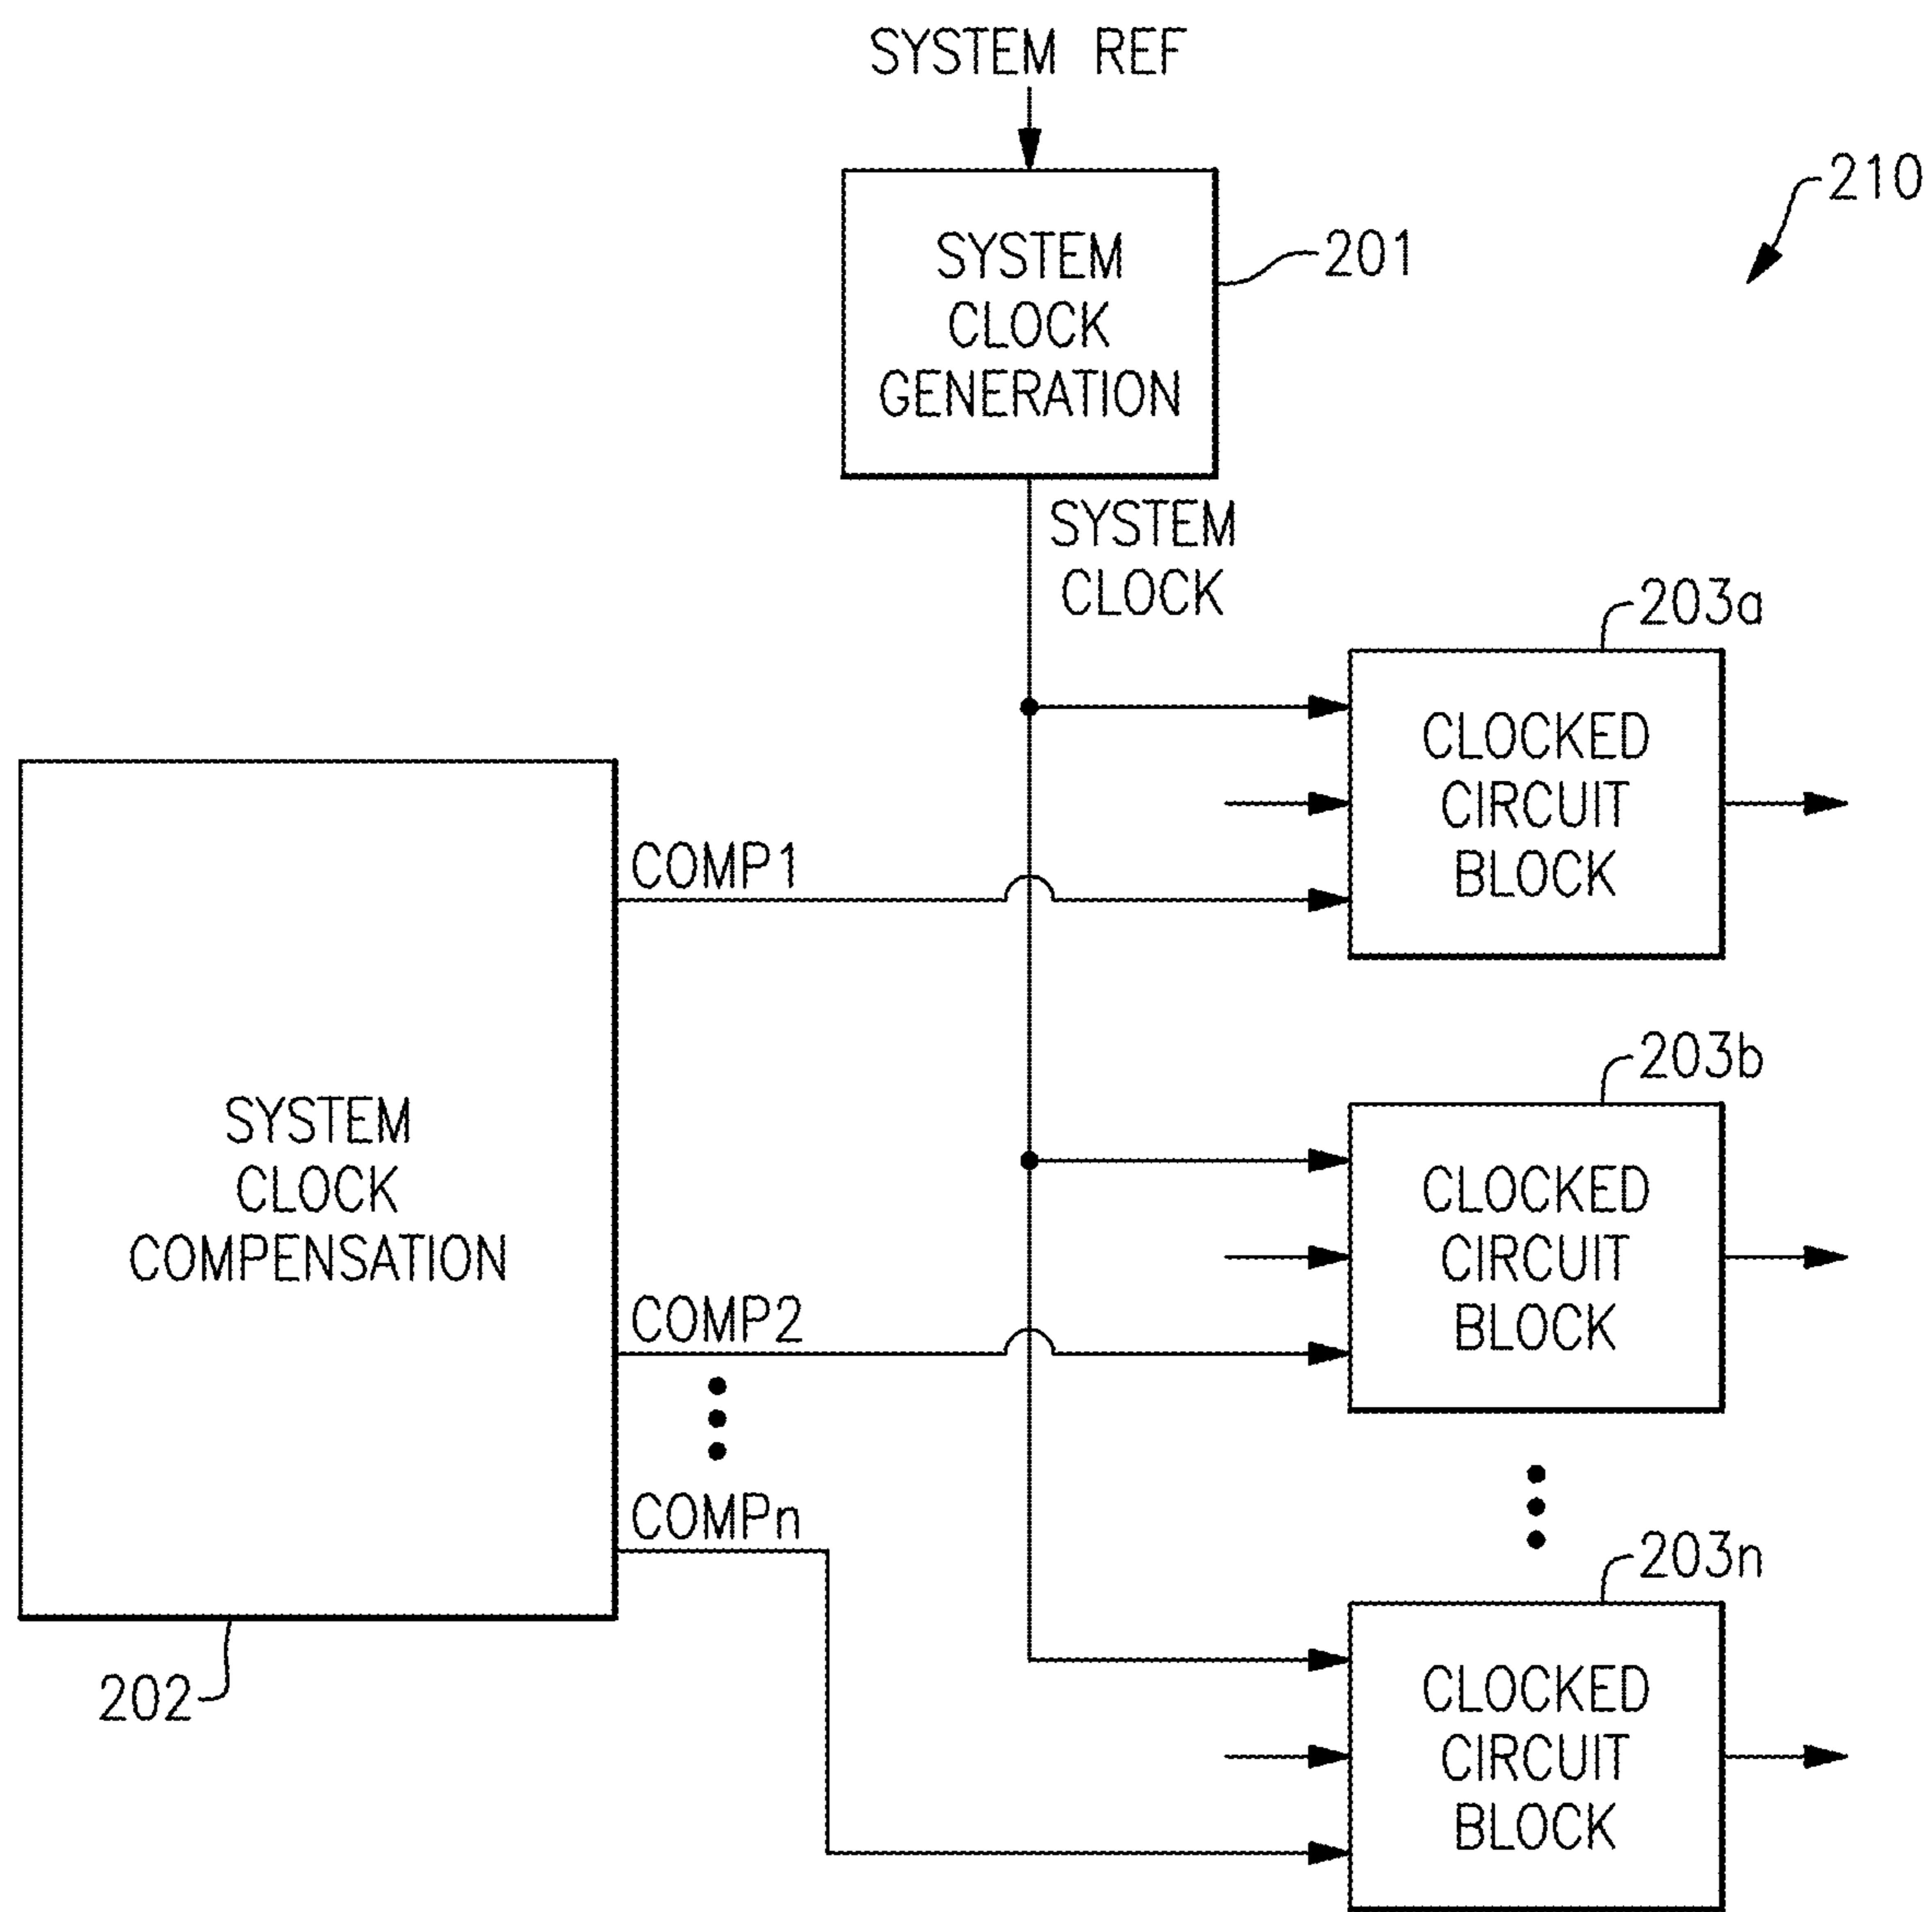 SYSTEM REF
210
SYSTEM
CLOCK
GENERATION
201
SYSTEM
CLOCK
203a
CLOCKED
CIRCUIT
BLOCK
COMP1
203b
SYSTEM
CLOCK
COMPENSATION
CLOCKED
CIRCUIT
BLOCK
COMP2
COMPn
203n
202
CLOCKED
CIRCUIT
BLOCK